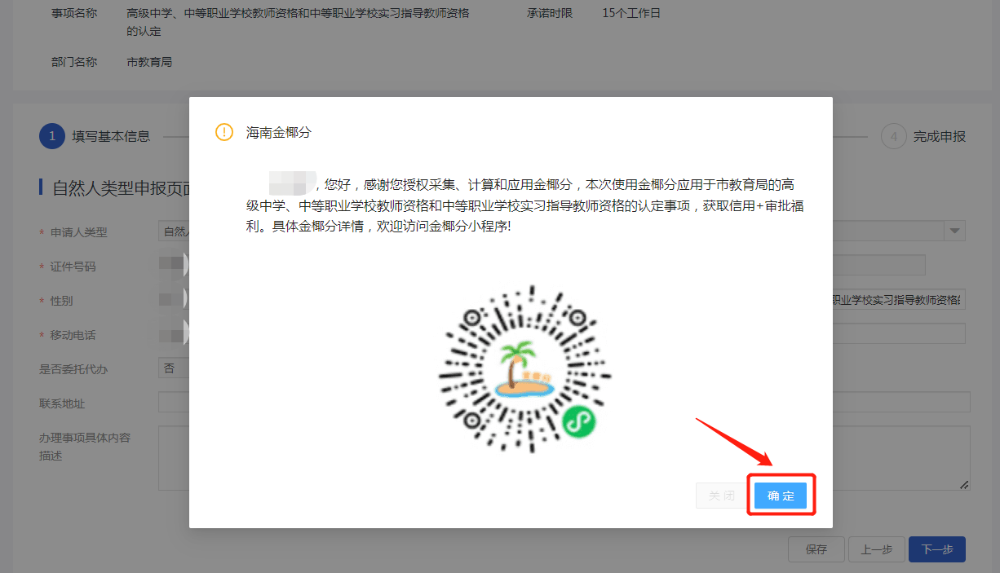 事项名称 高级中学、中等职业学校教师资格和中等职业学校实习指导教师资格 承诺时限 15个工作日
的认定
部门名称 市教育局
1 填写基本信息 4 完成申报
海南金椰分
，您好，感谢您授权采集、计算和应用金椰分，本次使用金椰分应用于市教育局的高
级中学、中等职业学校教师资格和中等职业学校实习指导教师资格的认定事项，获取信用+审批福
利。具体金椰分详情，欢迎访问金椰分小程序!
自然人类型申报页面
* 申请人类型 自然人
* 证件号码
* 性别 职业学校实习指导教师资格
* 移动电话
是否委托代办 否
联系地址
办理事项具体内容
描述
金椰分
关 闭 确 定
保存 上一步 下一步